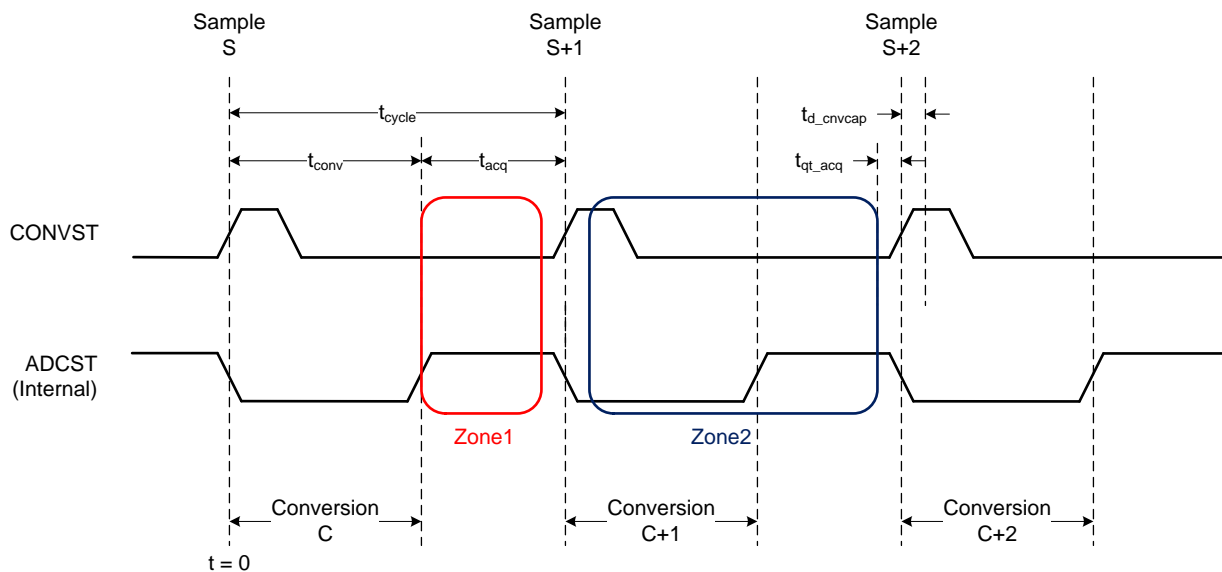 Sample
S
Sample
S+1
Sample
S+2
tcycle
td_cnvcap
tconv
tacq
tqt_acq
CONVST
ADCST
(Internal)
Zone1
Zone2
Conversion
C
Conversion
C+1
Conversion
C+2
t = 0